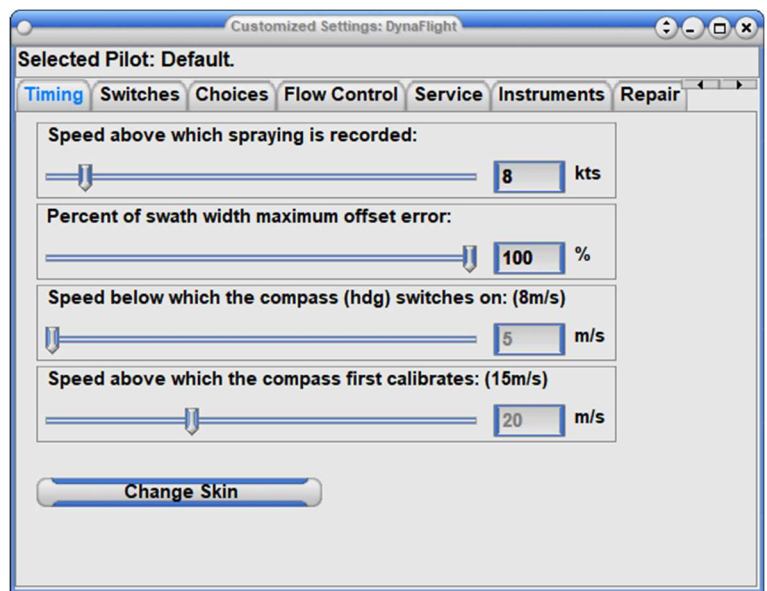 Customized Settings: DynaFlight
Selected Pilot: Default.
Timing Switches Choices Flow Control Service Instruments Repair
Speed above which spraying is recorded:
8 kts
Percent of swath width maximum offset error:
100 %
Speed below which the compass (hdg) switches on: (8m/s)
5 m/s
Speed above which the compass first calibrates: (15m/s)
20 m/s
Change Skin